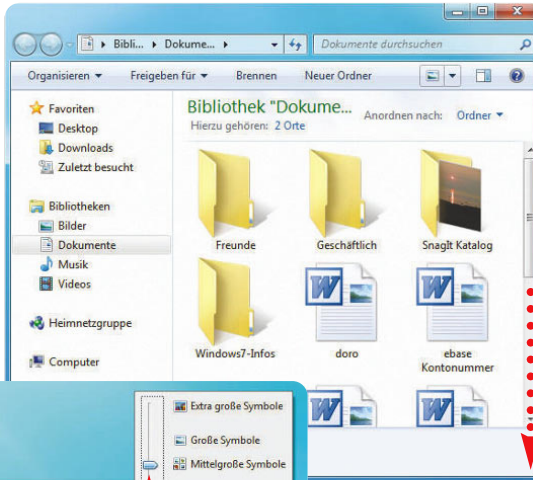 Bibli... Dokume... Dokumente durchsuchen
Organisieren Freigeben für Brennen Neuer Ordner
Favoriten
Desktop
Downloads
Zuletzt besucht
Bibliotheken
Bilder
Dokumente
Musik
Videos
Heimnetzgruppe
Computer
Bibliothek "Dokume...
Hierzu gehören: 2 Orte
Anordnen nach: Ordner
Freunde Geschäftlich SnagIt Katalog
Windows7-Infos doro ebase
Kontonummer
Extra große Symbole
Große Symbole
Mittelgroße Symbole